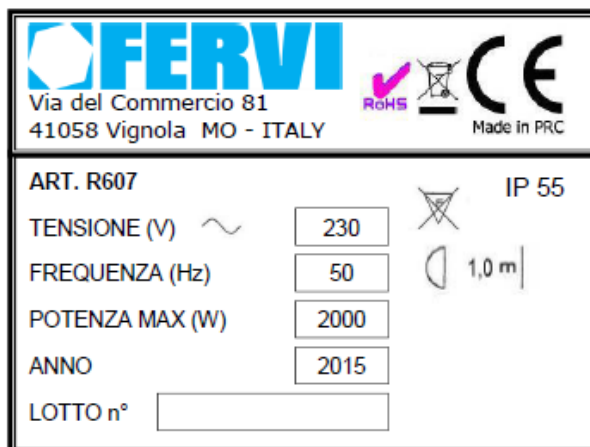 FERVI
Via del Commercio 81
41058 Vignola MO - ITALY
RoHS
CE
Made in PRC
ART. R607
IP 55
TENSIONE (V) 230
FREQUENZA (Hz) 50
1,0 m
POTENZA MAX (W) 2000
ANNO 2015
LOTTO n°